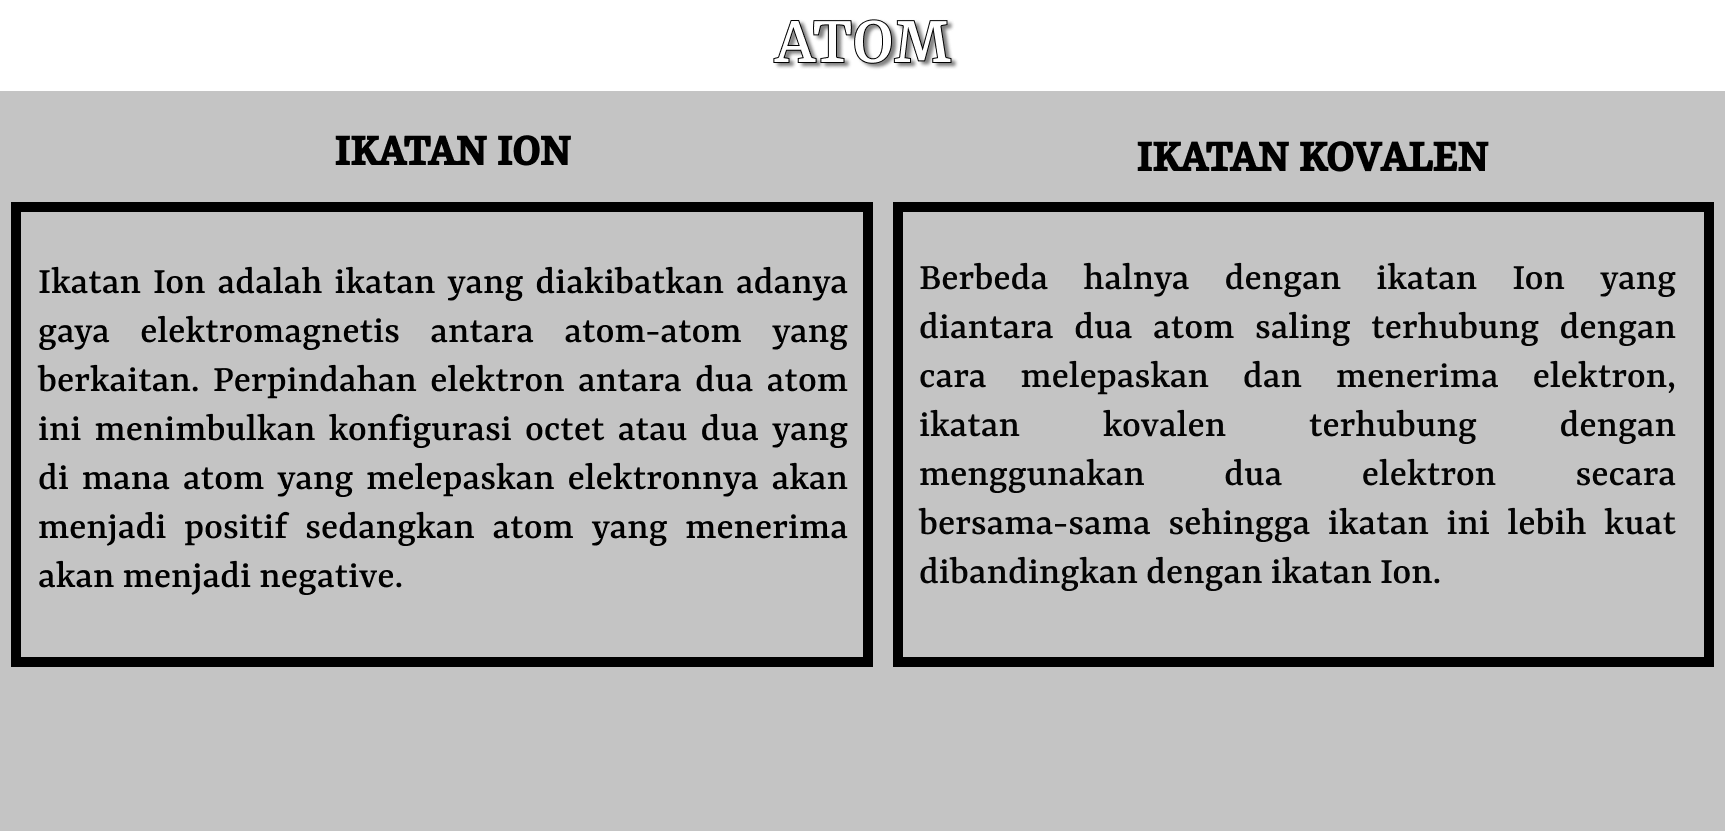 ATOM
IKATAN ION
Ikatan Ion adalah ikatan yang diakibatkan adanya
gaya elektromagnetis antara atom-atom yang
berkaitan. Perpindahan elektron antara dua atom
ini menimbulkan konfigurasi octet atau dua yang
di mana atom yang melepaskan elektronnya akan
menjadi positif sedangkan atom yang menerima
akan menjadi negative.
IKATAN KOVALEN
Berbeda halnya dengan ikatan Ion yang
diantara dua atom saling terhubung dengan
cara melepaskan dan menerima elektron,
ikatan kovalen terhubung dengan
menggunakan dua elektron secara
bersama-sama sehingga ikatan ini lebih kuat
dibandingkan dengan ikatan Ion.